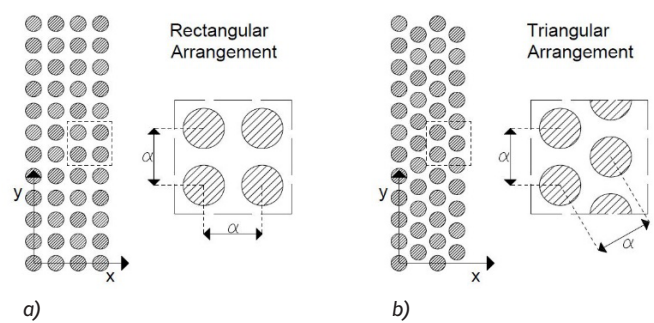 Rectangular
Arrangement
α
α
y
x
a)
Triangular
Arrangement
α
α
y
x
b)